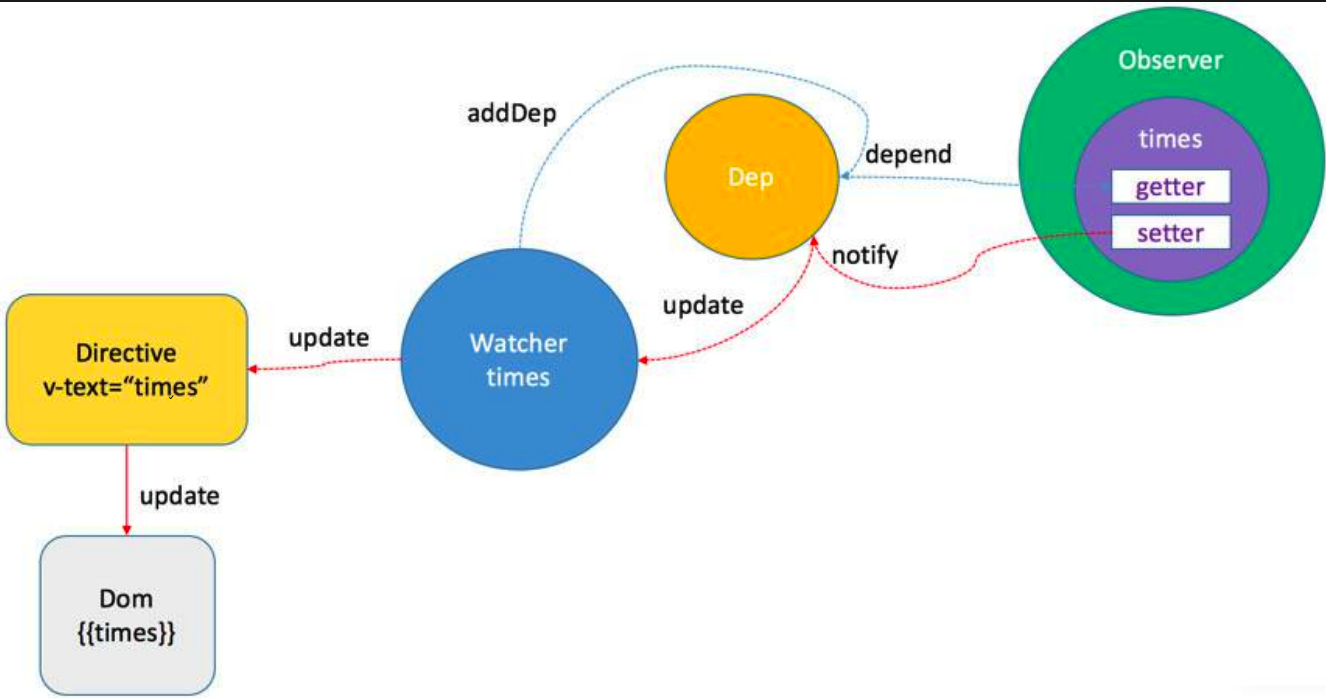 Observer
times
getter
setter
addDep
Dep
depend
notify
update
Watcher
times
update
Directive
v-text=“times”
update
Dom
{{times}}